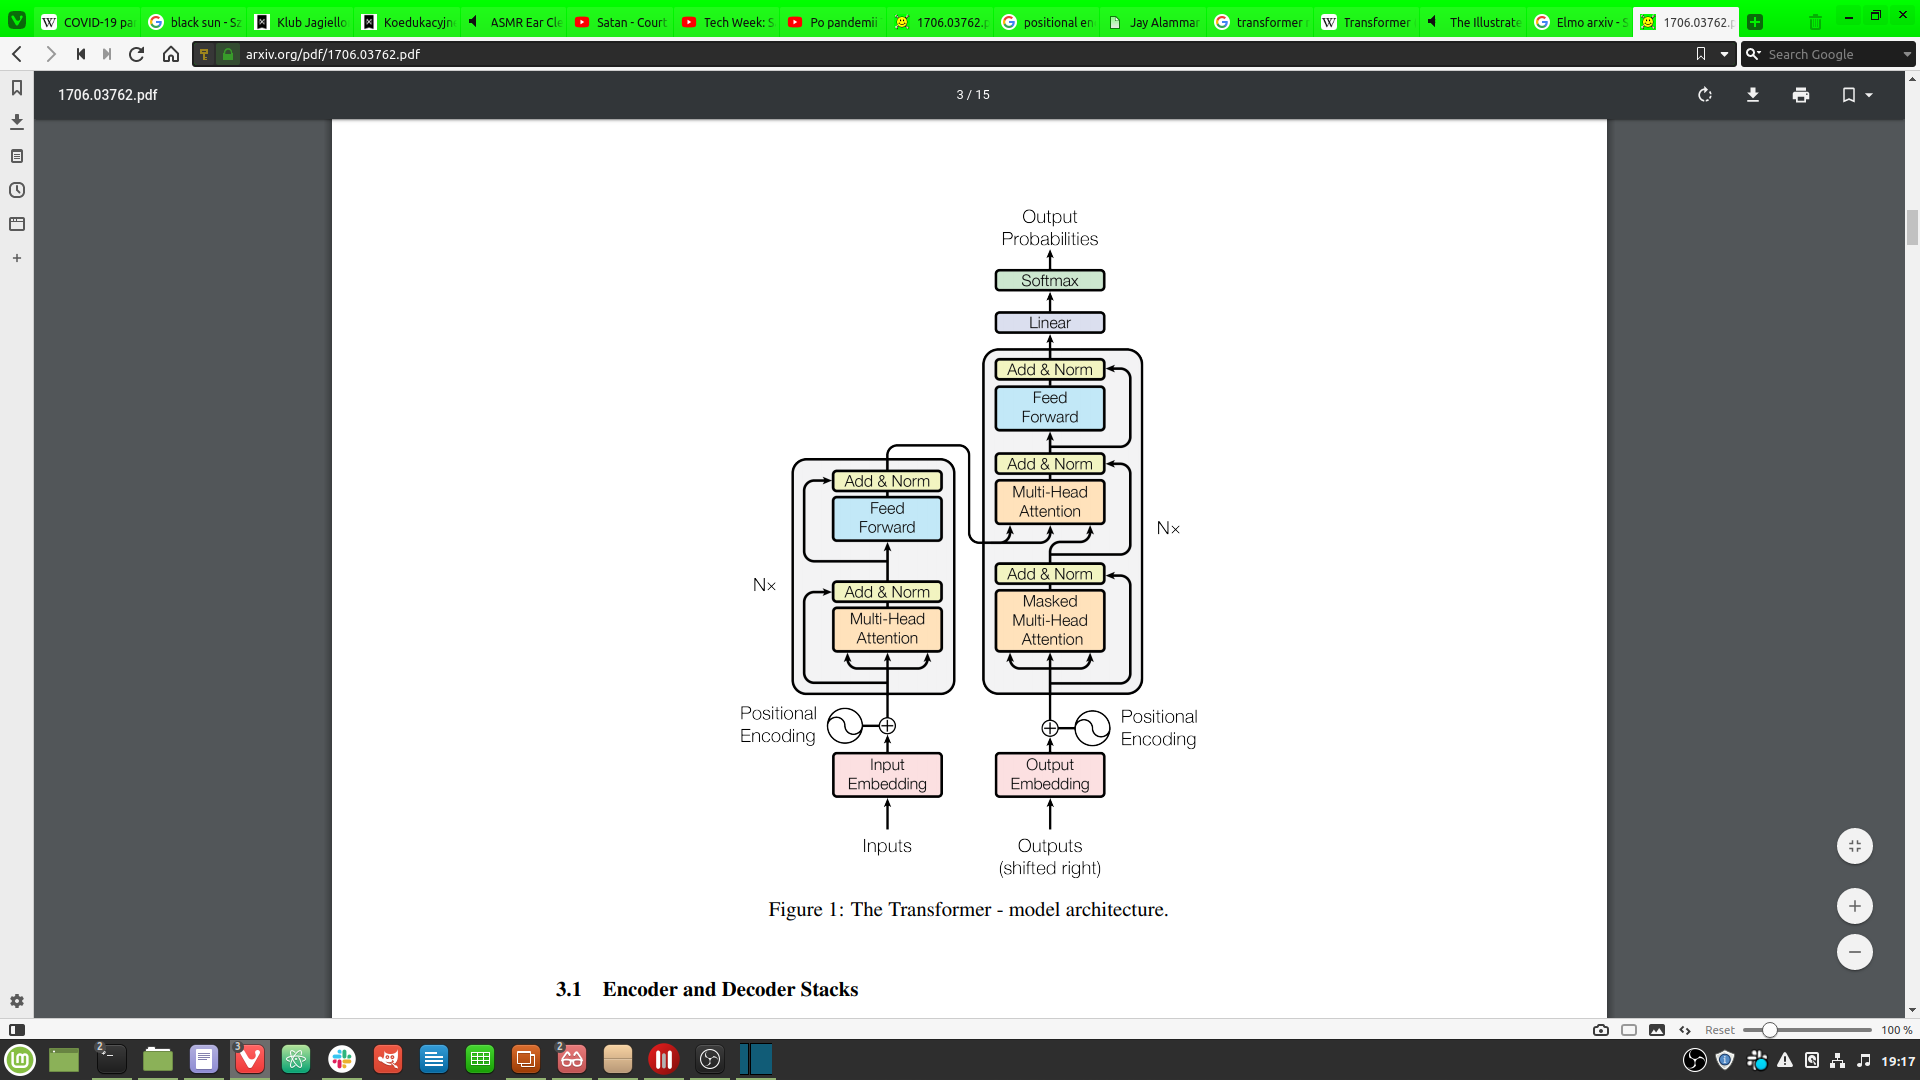 COVID-19 pa
black sun - Sz
Klub Jagiello
Koedukacyjn
ASMR Ear Cle
Satan - Court
Tech Week: S
Po pandemii
1706.03762.p
positional en
Jay Alammar
transformer
Transformer
The Illustrate
Elmo arxiv - S
1706.03762.p
arxiv.org/pdf/1706.03762.pdf
Search Google
1706.03762.pdf
3 / 15
Output
Probabilities
Softmax
Linear
Add & Norm
Feed
Forward
Add & Norm
Multi-Head
Attention
Nx
Add & Norm
Masked
Multi-Head
Attention
Add & Norm
Feed
Forward
Nx
Add & Norm
Multi-Head
Attention
Positional
Encoding
Positional
Encoding
Input
Embedding
Output
Embedding
Inputs
Outputs
(shifted right)
Figure 1: The Transformer - model architecture.
3.1 Encoder and Decoder Stacks
Reset
100 %
2
3
2
19:17